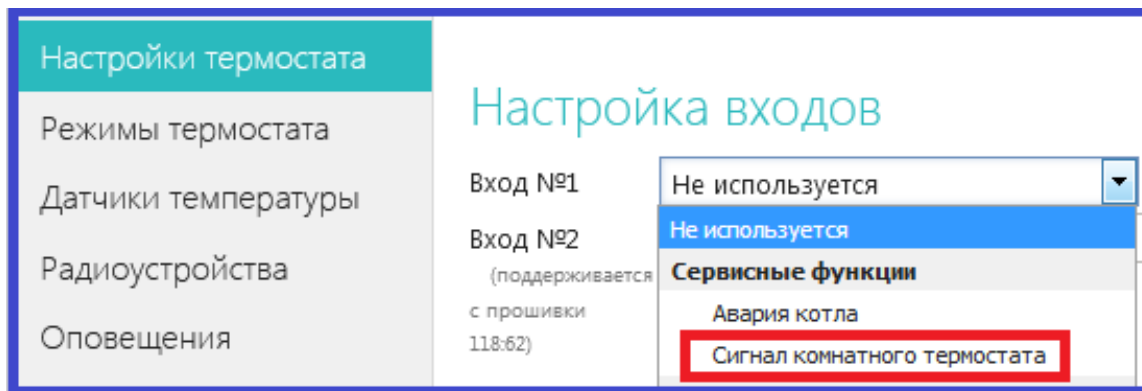 Настройки термостата
Режимы термостата
Датчики температуры
Радиоустройства
Оповещения
Настройка входов
Вход №1
Не используется
Не используется
Вход №2
(поддерживается
с прошивки
118:62)
Сервисные функции
Авария котла
Сигнал комнатного термостата